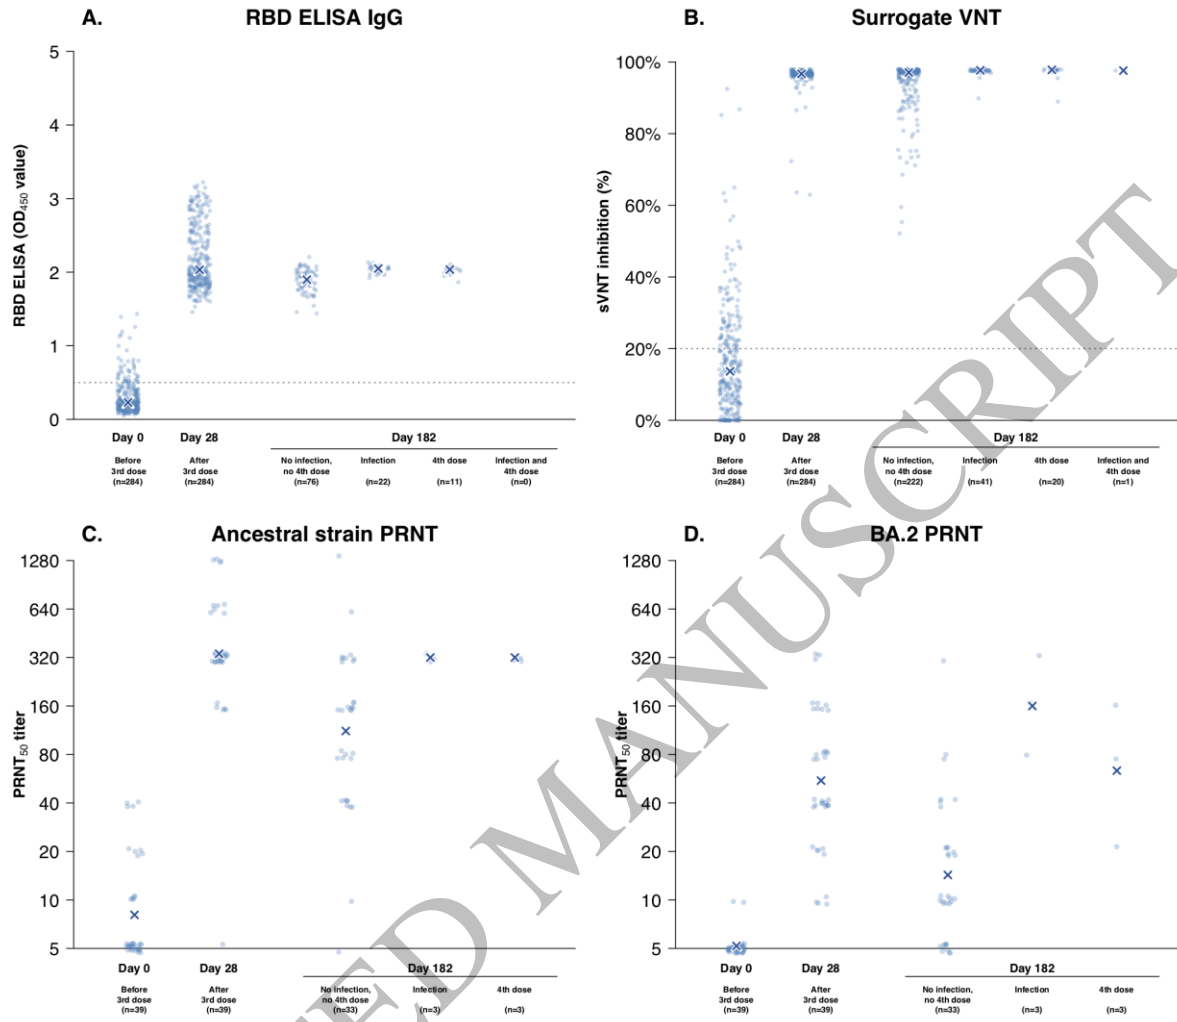 A. RBD ELISA IgG
5
4
3
2
1
0
RBD ELISA (OD450 value)
Day 0 Day 28 Day 182
Before 3rd dose (n=284)
After 3rd dose (n=284)
No infection, no 4th dose (n=76)
Infection (n=22)
4th dose (n=11)
Infection and 4th dose (n=0)
B. Surrogate VNT
100%
80%
60%
40%
20%
0%
sVNT inhibition (%)
Day 0 Day 28 Day 182
Before 3rd dose (n=284)
After 3rd dose (n=284)
No infection, no 4th dose (n=222)
Infection (n=41)
4th dose (n=20)
Infection and 4th dose (n=1)
C. Ancestral strain PRNT
1280
640
320
160
80
40
20
10
5
PRNT50 titer
Day 0 Day 28 Day 182
Before 3rd dose (n=39)
After 3rd dose (n=39)
No infection, no 4th dose (n=33)
Infection (n=3)
4th dose (n=3)
D. BA.2 PRNT
1280
640
320
160
80
40
20
10
5
PRNT50 titer
Day 0 Day 28 Day 182
Before 3rd dose (n=39)
After 3rd dose (n=39)
No infection, no 4th dose (n=33)
Infection (n=3)
4th dose (n=3)
ED MANUSCRIPT